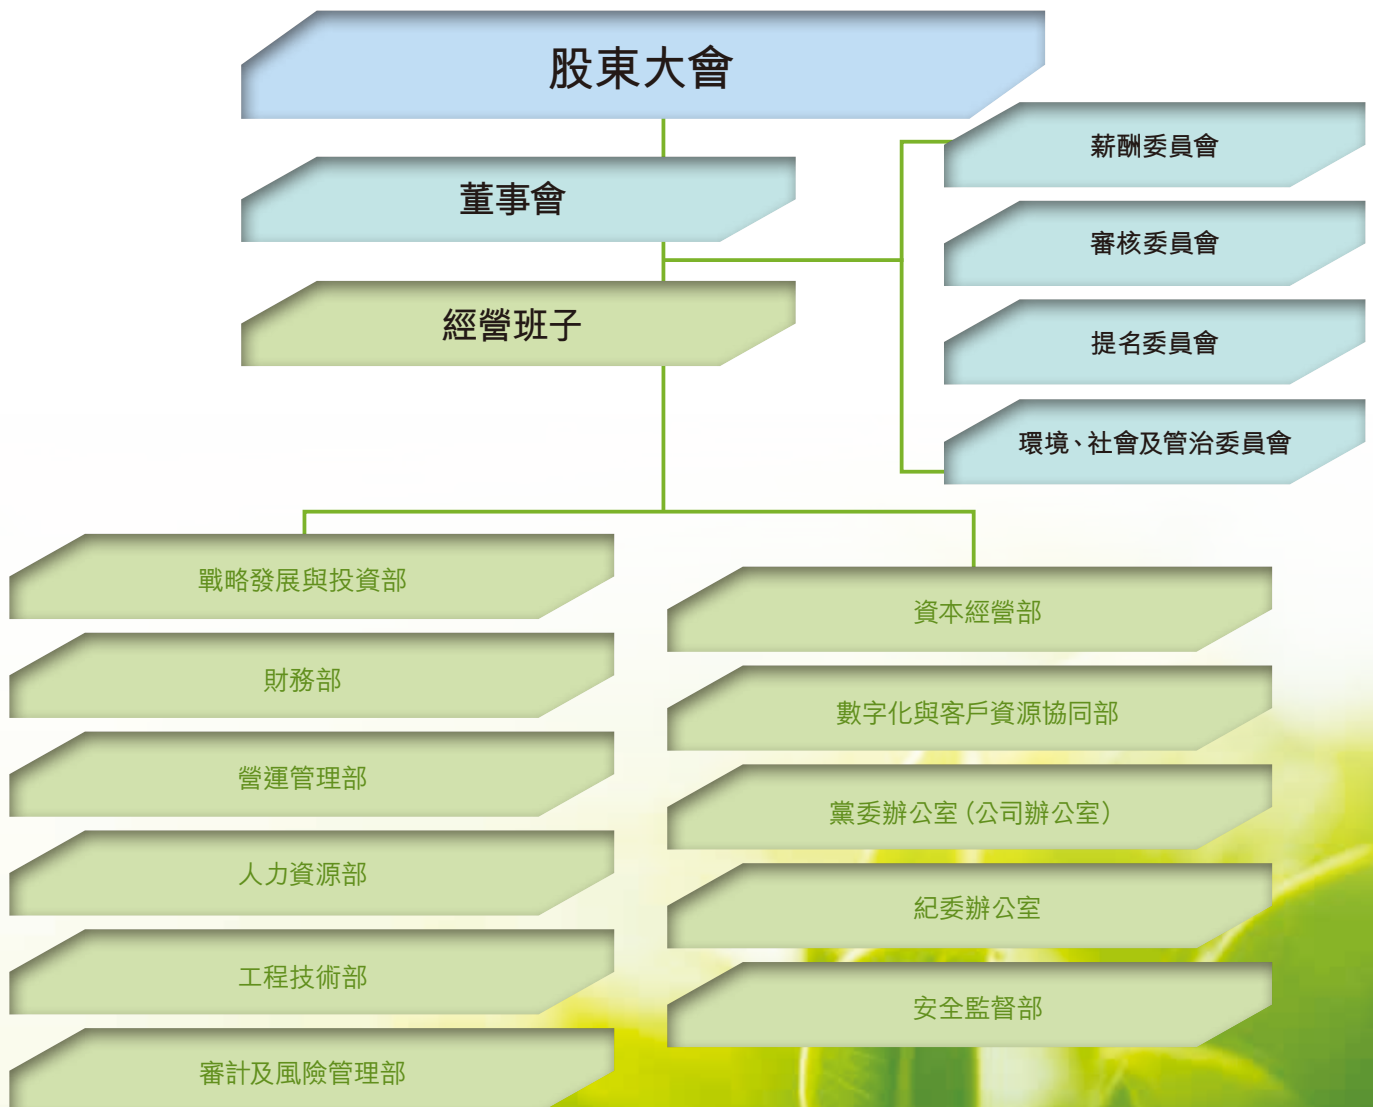 股東大會
董事會
經營班子
薪酬委員會
審核委員會
提名委員會
環境、社會及管治委員會
戰略發展與投資部
財務部
營運管理部
人力資源部
工程技術部
審計及風險管理部
資本經營部
數字化與客戶資源協同部
黨委辦公室（公司辦公室）
紀委辦公室
安全監督部